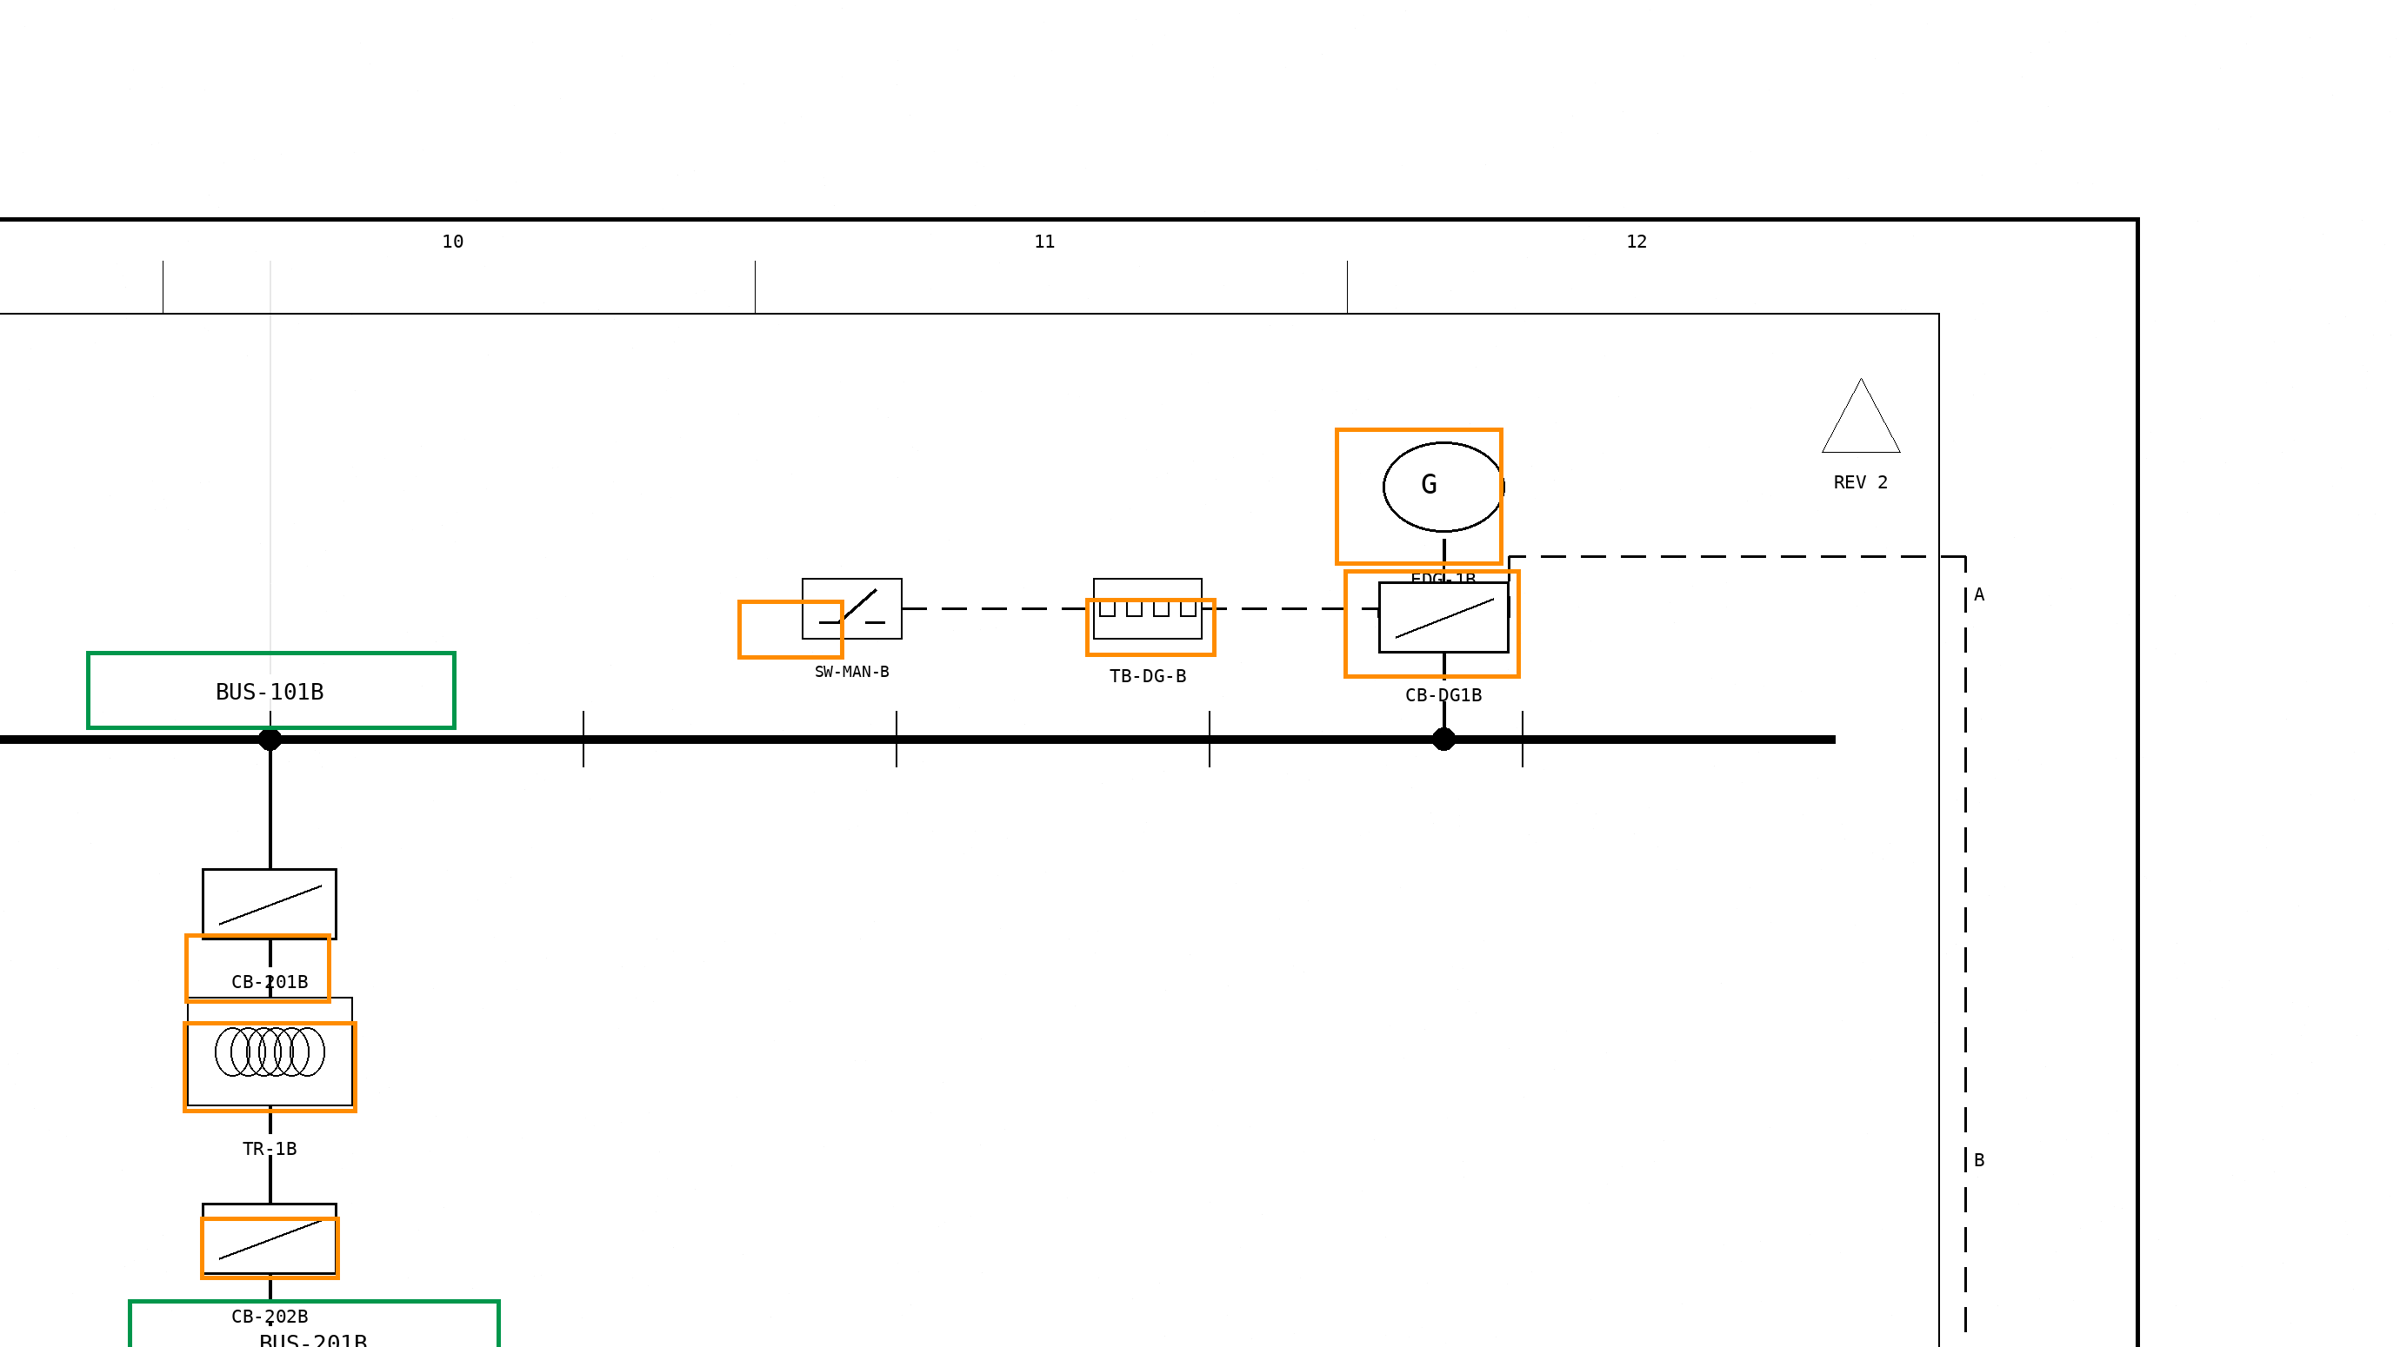 10 11 12
G
REV 2
EDG-1B
A
SW-MAN-B
TB-DG-B
BUS-101B
CB-DG1B
CB-201B
TR-1B
B
CB-202B
BUS-201B